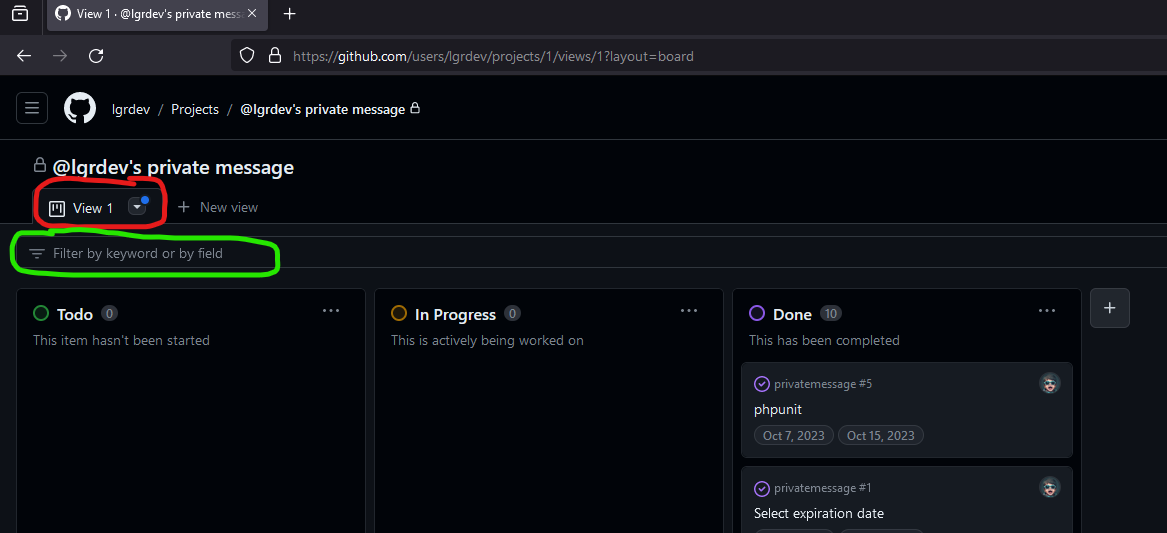 View 1 · @lgrdev's private mess
https://github.com/users/lgrdev/projects/1/views/1?layout=board
lgrdev / Projects / @lgrdev's private message
@lgrdev's private message
View 1
New view
Filter by keyword or by field
Todo 0
This item hasn't been started
In Progress 0
This is actively being worked on
Done 10
This has been completed
privatemessage #5
phpunit
Oct 7, 2023 Oct 15, 2023
privatemessage #1
Select expiration date